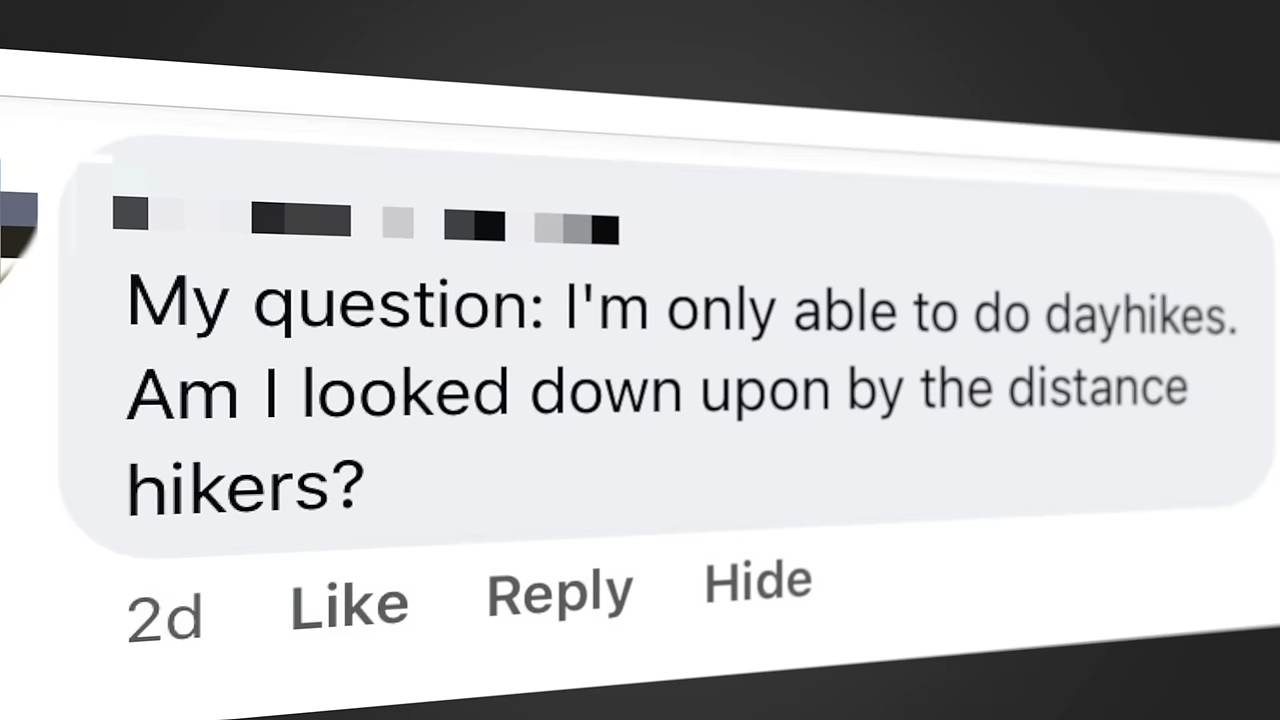 My question: I'm only able to do dayhikes.
Am I looked down upon by the distance
hikers?
2d Like Reply Hide